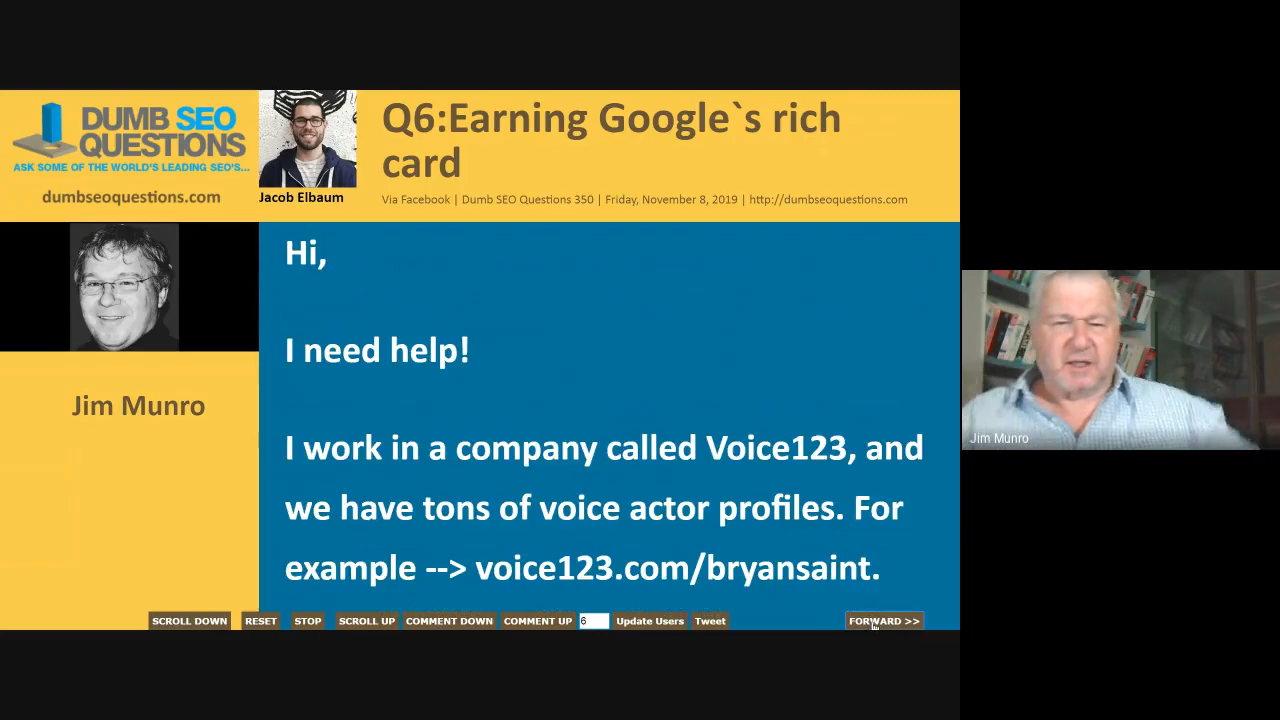 DUMB SEO
QUESTIONS
ASK SOME OF THE WORLD'S LEADING SEO'S...
dumbseoquestions.com
Jacob Elbaum
Q6:Earning Google`s rich
card
Via Facebook | Dumb SEO Questions 350 | Friday, November 8, 2019 | http://dumbseoquestions.com
Jim Munro
Hi,
I need help!
I work in a company called Voice123, and
we have tons of voice actor profiles. For
example --> voice123.com/bryansaint.
SCROLL DOWN RESET STOP SCROLL UP COMMENT DOWN COMMENT UP 6 Update Users Tweet FORWARD >>
Jim Munro